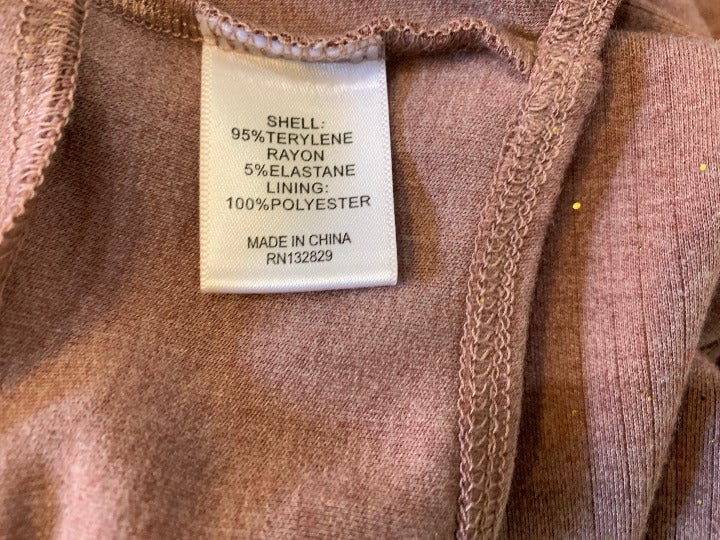 SHELL:
95%TERYLENE
RAYON
5%ELASTANE
LINING:
100%POLYESTER
MADE IN CHINA
RN132829